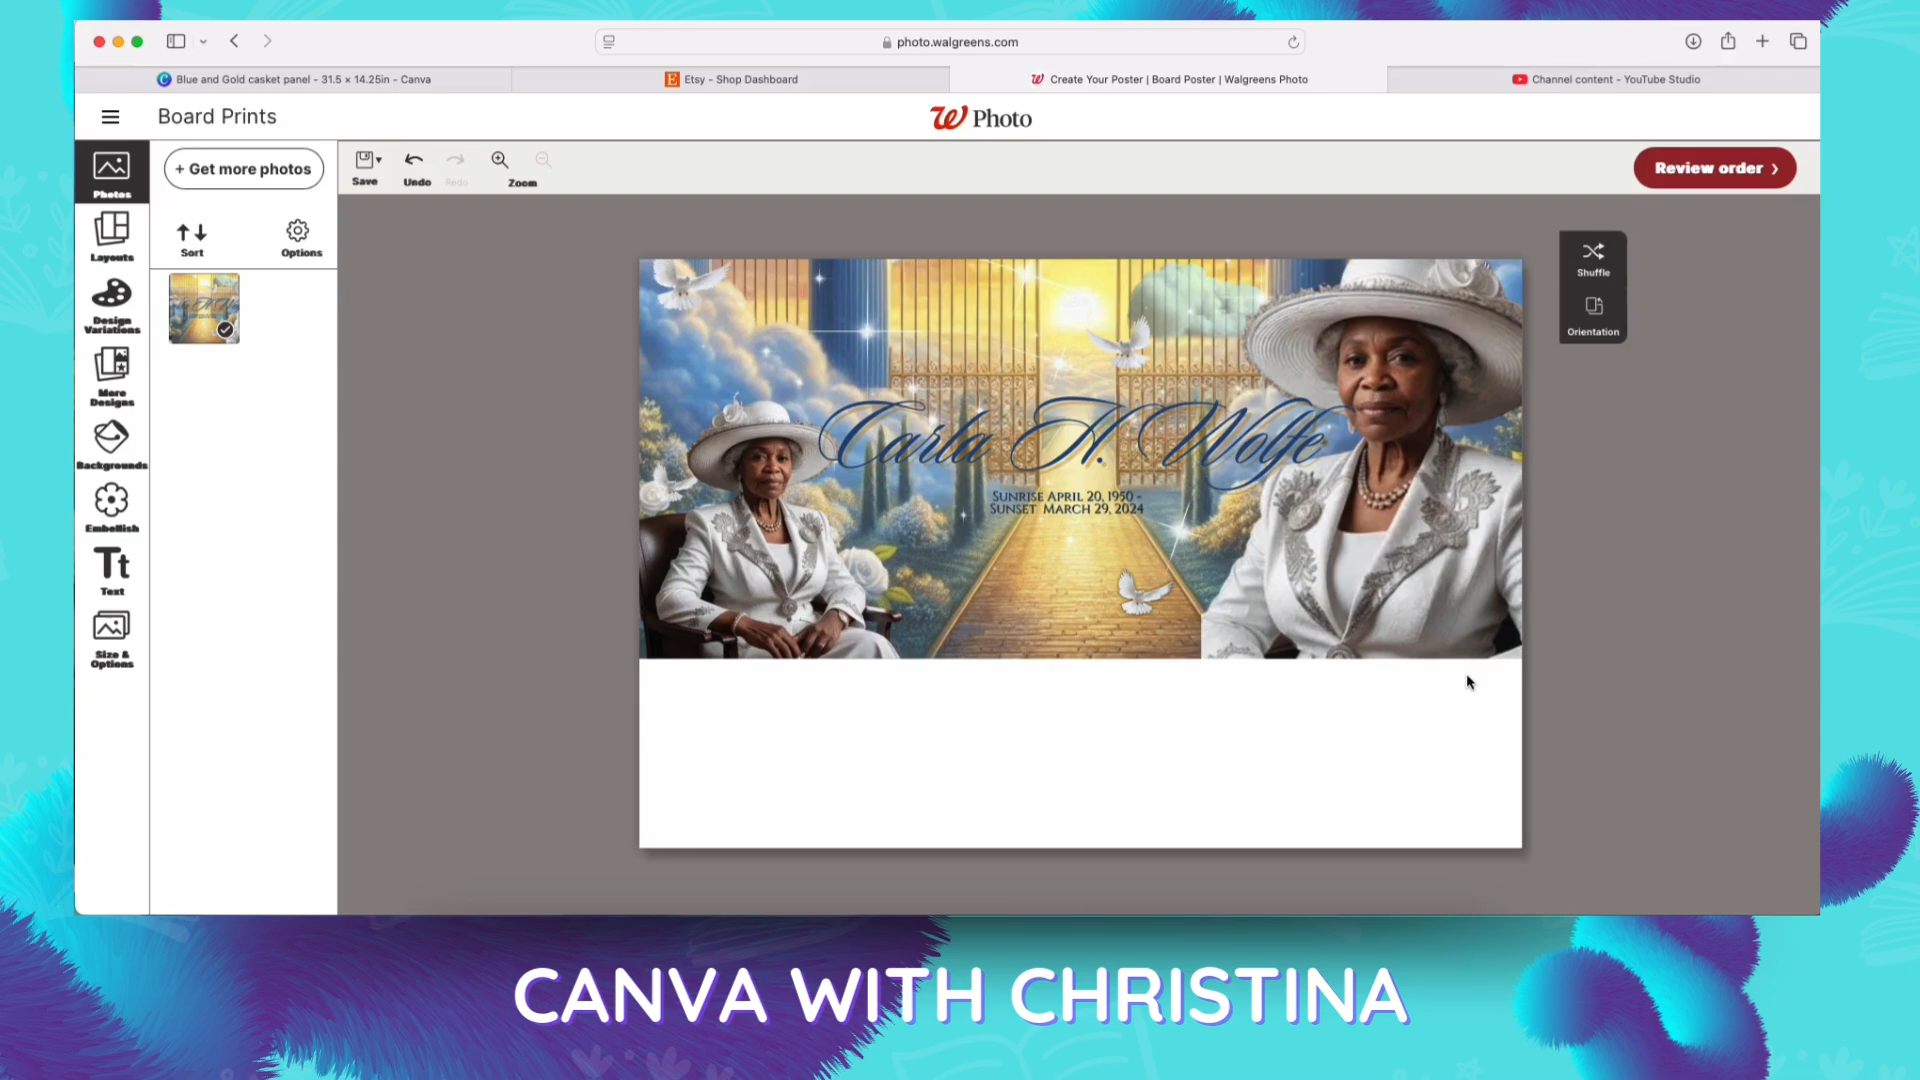 photo.walgreens.com
Blue and Gold casket panel - 31.5 × 14.25in - Canva
Etsy - Shop Dashboard
Create Your Poster | Board Poster | Walgreens Photo
Channel content - YouTube Studio
Board Prints
W Photo
Photos
+ Get more photos
Save
Undo
Redo
Zoom
Review order
Layouts
Sort
Options
Design
Variations
More
Designs
Backgrounds
Embellish
Text
Size &
Options
Shuffle
Orientation
Carla H. Wolfe
SUNRISE APRIL 20, 1950 -
SUNSET MARCH 29, 2024
CANVA WITH CHRISTINA